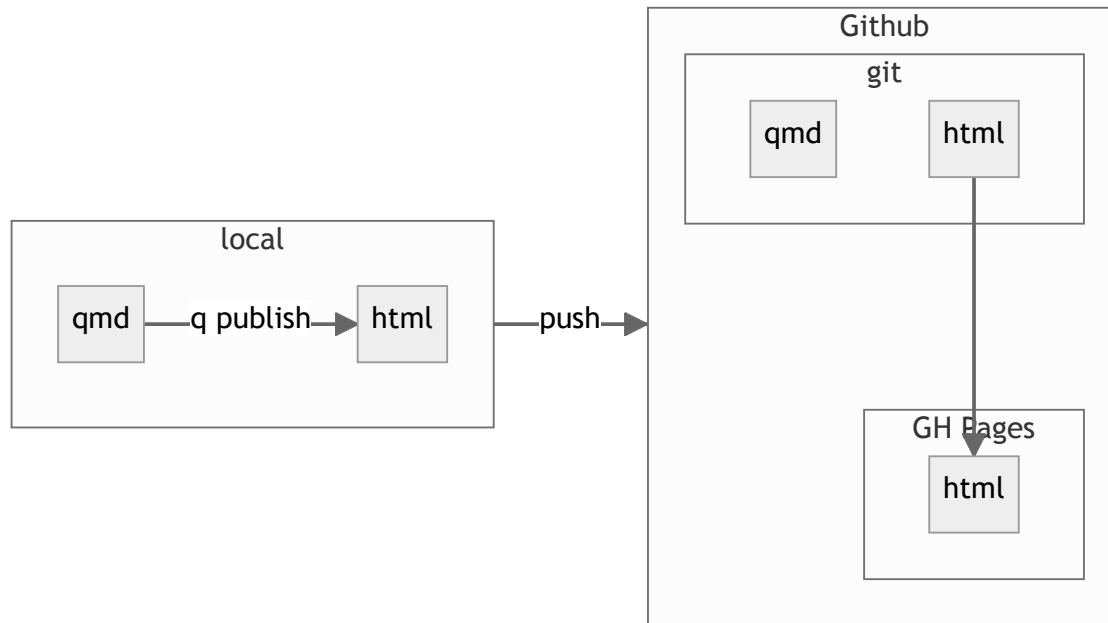 Github
git
qmd
html
local
qmd
q publish
html
push
GH Pages
html